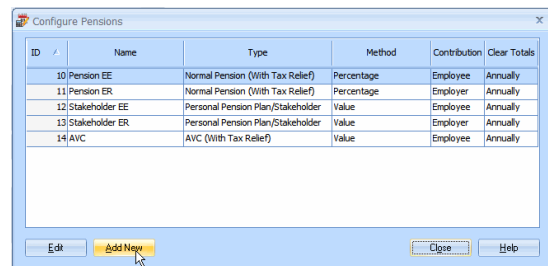 Configure Pensions
ID Name Type Method Contribution Clear Totals
10 Pension EE Normal Pension (With Tax Relief) Percentage Employee Annually
11 Pension ER Normal Pension (With Tax Relief) Percentage Employer Annually
12 Stakeholder EE Personal Pension Plan/Stakeholder Value Employee Annually
13 Stakeholder ER Personal Pension Plan/Stakeholder Value Employer Annually
14 AVC AVC (With Tax Relief) Value Employee Annually
Edit Add New Close Help